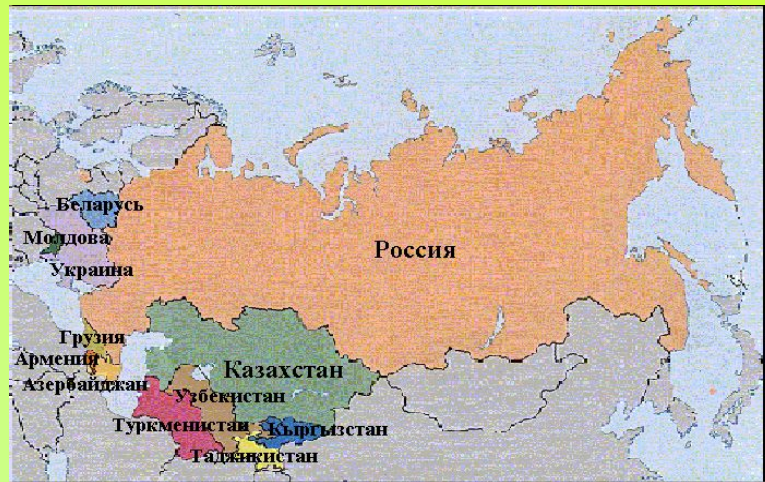 Беларусь
Молдова
Украина
Россия
Грузия
Армения
Азербайджан
Казахстан
Узбекистан
Туркменистан
Кыргызстан
Таджикистан